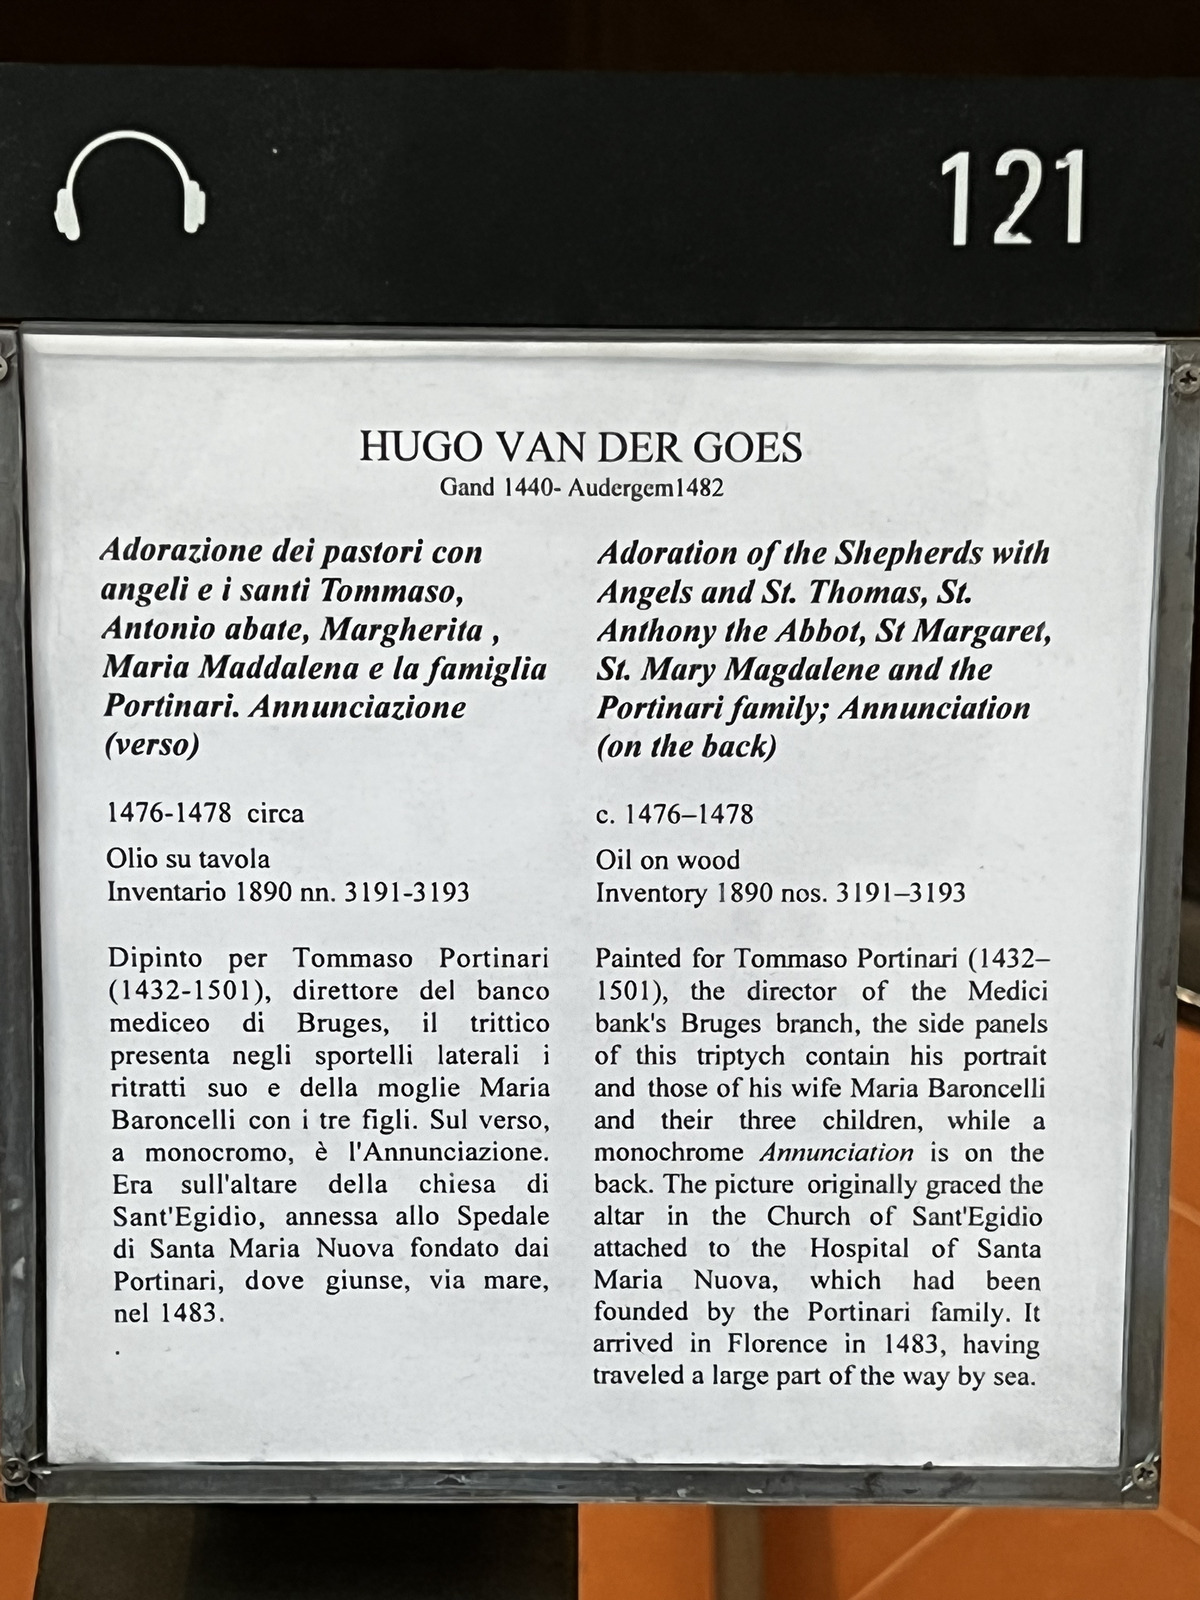 121
HUGO VAN DER GOES
Gand 1440- Audergem1482
Adorazione dei pastori con
angeli e i santi Tommaso,
Antonio abate, Margherita ,
Maria Maddalena e la famiglia
Portinari. Annunciazione
(verso)
1476-1478 circa
Olio su tavola
Inventario 1890 nn. 3191-3193
Dipinto per Tommaso Portinari
(1432-1501), direttore del banco
mediceo di Bruges, il trittico
presenta negli sportelli laterali i
ritratti suo e della moglie Maria
Baroncelli con i tre figli. Sul verso,
a monocromo, è l'Annunciazione.
Era sull'altare della chiesa di
Sant'Egidio, annessa allo Spedale
di Santa Maria Nuova fondato dai
Portinari, dove giunse, via mare,
nel 1483.
.
Adoration of the Shepherds with
Angels and St. Thomas, St.
Anthony the Abbot, St Margaret,
St. Mary Magdalene and the
Portinari family; Annunciation
(on the back)
c. 1476–1478
Oil on wood
Inventory 1890 nos. 3191–3193
Painted for Tommaso Portinari (1432–
1501), the director of the Medici
bank's Bruges branch, the side panels
of this triptych contain his portrait
and those of his wife Maria Baroncelli
and their three children, while a
monochrome Annunciation is on the
back. The picture originally graced the
altar in the Church of Sant'Egidio
attached to the Hospital of Santa
Maria Nuova, which had been
founded by the Portinari family. It
arrived in Florence in 1483, having
traveled a large part of the way by sea.